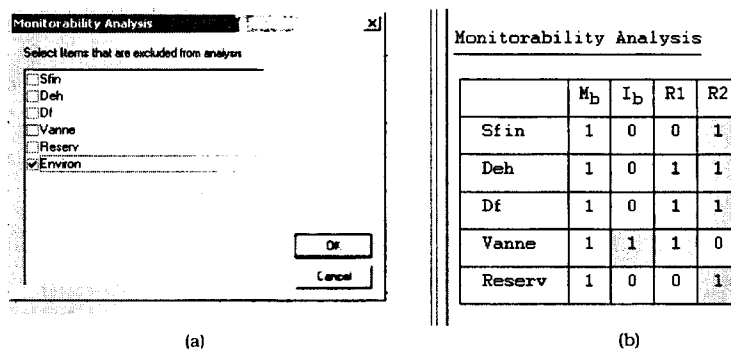 Monitorability Analysis
Select Items that are excluded from analysis
Sfin
Deh
Df
Vanne
Reserv
Environ
OK
Cancel
(a)
Monitorability Analysis
Mb Ib R1 R2
Sfin 1 0 0 1
Deh 1 0 1 1
Df 1 0 1 1
Vanne 1 1 1 0
Reserv 1 0 0 1
(b)